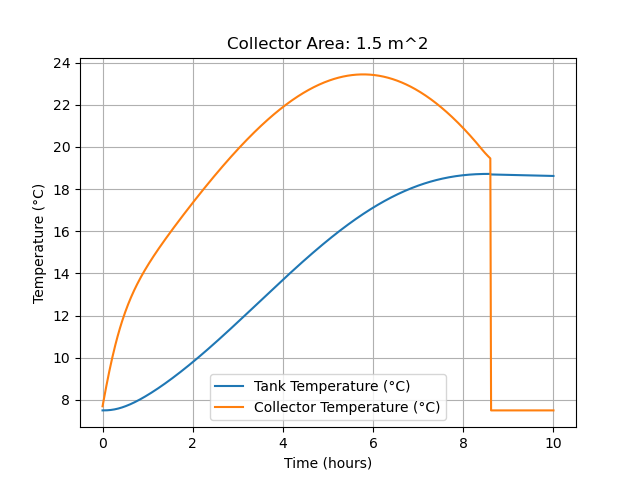 Collector Area: 1.5 m^2
Temperature (°C)
24
22
20
18
16
14
12
10
8
Tank Temperature (°C)
Collector Temperature (°C)
0 2 4 6 8 10
Time (hours)